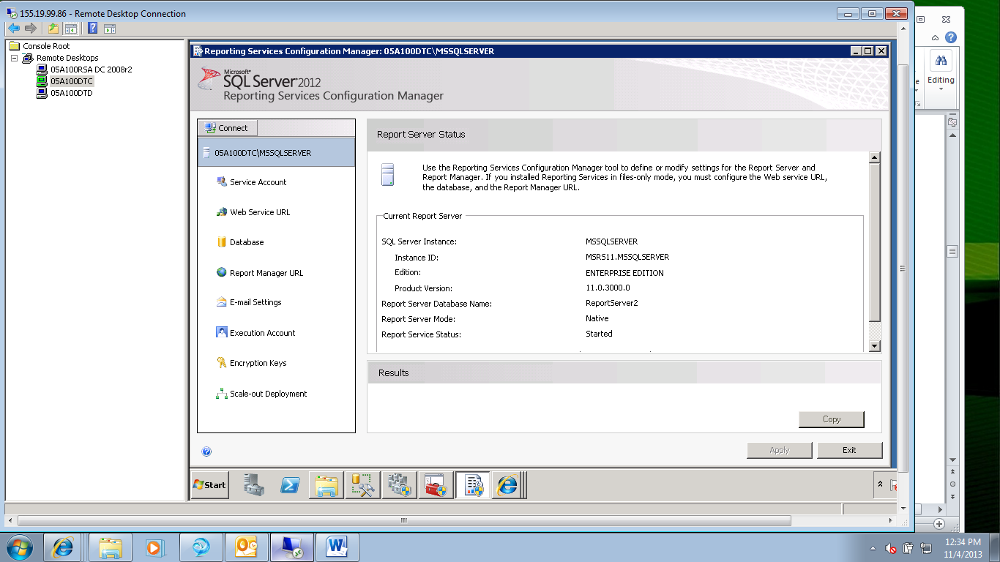 155.19.99.86 - Remote Desktop Connection
Console Root
Remote Desktops
05A100RSA DC 2008r2
05A100DTC
05A100DTD
Reporting Services Configuration Manager: 05A100DTC\MSSQLSERVER
Microsoft
SQL Server 2012
Reporting Services Configuration Manager
Connect
05A100DTC\MSSQLSERVER
Service Account
Web Service URL
Database
Report Manager URL
E-mail Settings
Execution Account
Encryption Keys
Scale-out Deployment
Report Server Status
Use the Reporting Services Configuration Manager tool to define or modify settings for the Report Server and
Report Manager. If you installed Reporting Services in files-only mode, you must configure the Web service URL,
the database, and the Report Manager URL.
Current Report Server
SQL Server Instance: MSSQLSERVER
Instance ID: MSRS11.MSSQLSERVER
Edition: ENTERPRISE EDITION
Product Version: 11.0.3000.0
Report Server Database Name: ReportServer2
Report Server Mode: Native
Report Service Status: Started
Results
Copy
Apply
Exit
Start
Editing
12:34 PM
11/4/2013